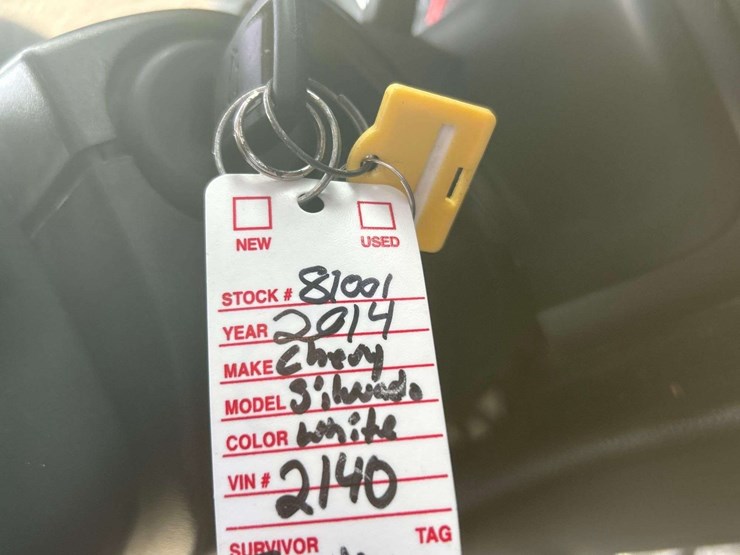 NEW USED
STOCK # 81001
YEAR 2014
MAKE Chevy
MODEL Silverado
COLOR White
VIN # 2140
SURVIVOR TAG